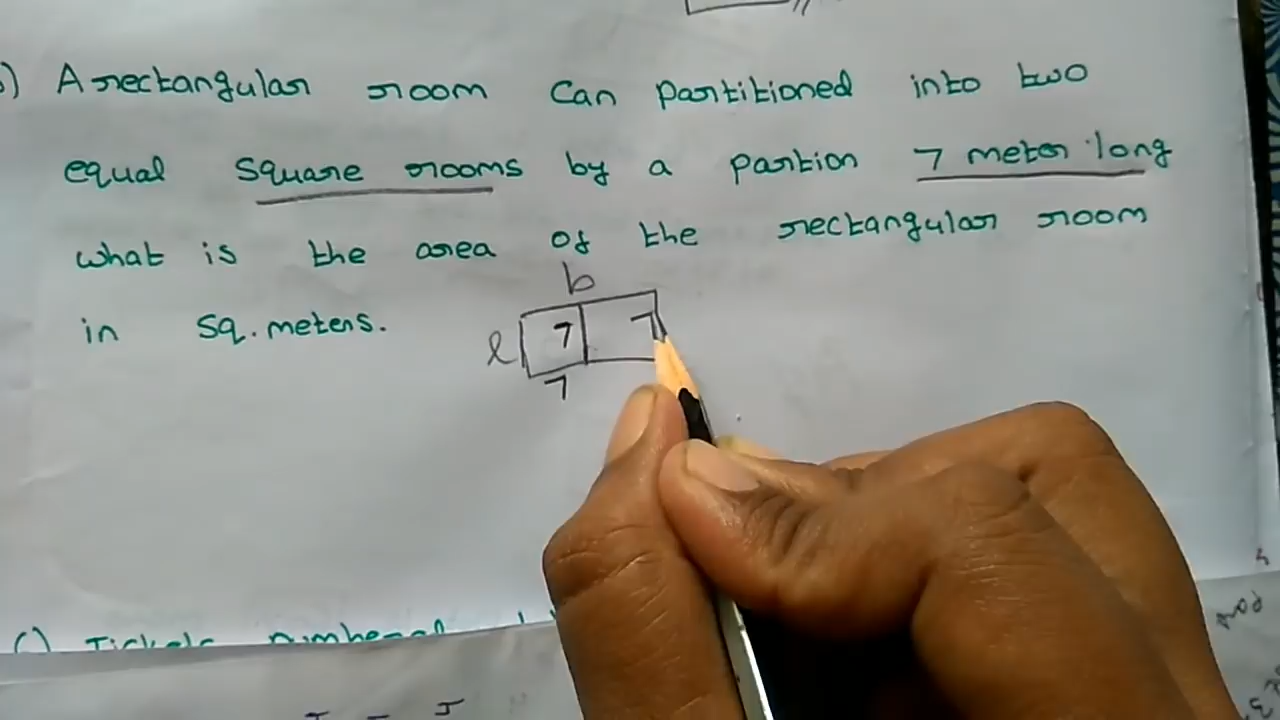 ) A rectangular room can partitioned into two
equal square rooms by a partion 7 meter long
what is the area of the rectangular room
in sq. meters.
b
l 7 7
7